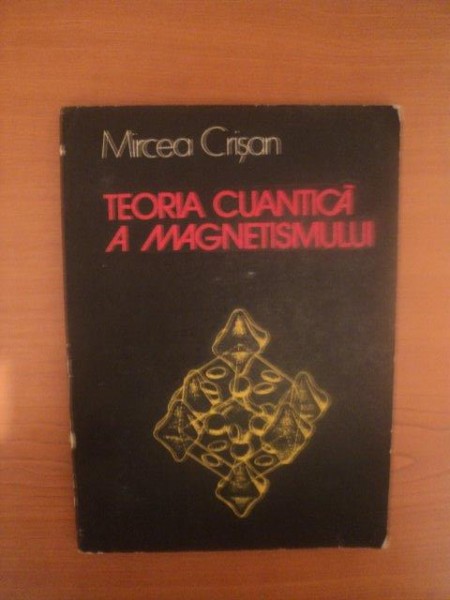 Mircea Crişan
TEORIA CUANTICĂ
A MAGNETISMULUI